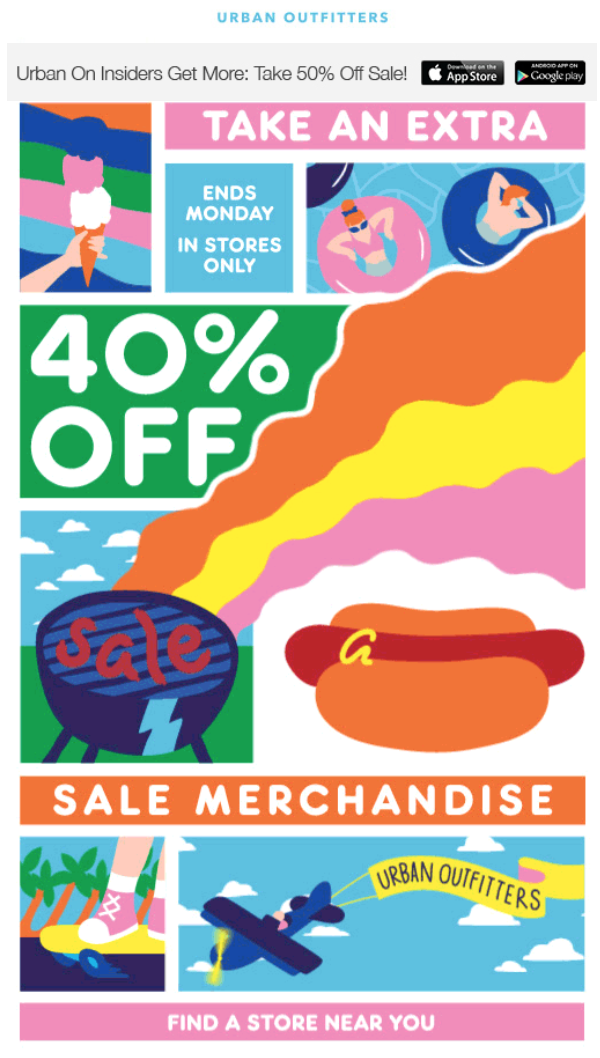 URBAN OUTFITTERS
Urban On Insiders Get More: Take 50% Off Sale!
Download on the
App Store
ANDROID APP ON
Google play
TAKE AN EXTRA
ENDS
MONDAY
IN STORES
ONLY
40%
OFF
sale
a
SALE MERCHANDISE
URBAN OUTFITTERS
FIND A STORE NEAR YOU